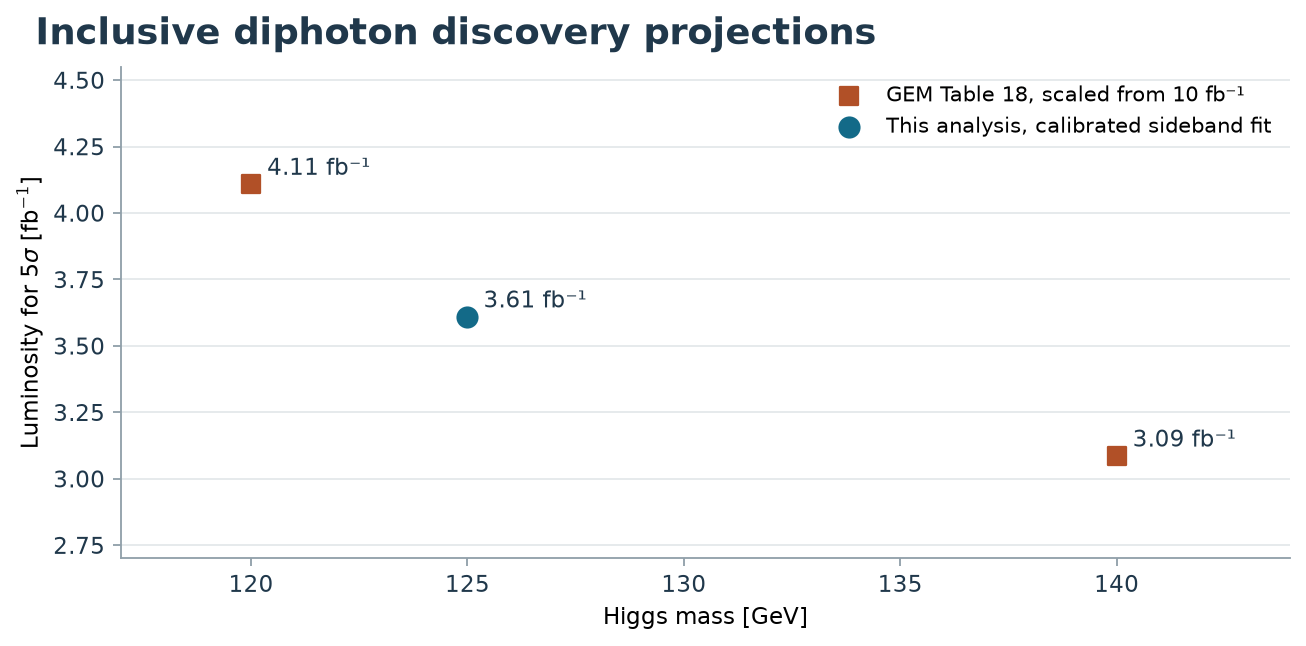 Inclusive diphoton discovery projections
GEM Table 18, scaled from 10 fb⁻¹
This analysis, calibrated sideband fit
Luminosity for 5σ [fb⁻¹]
4.50
4.25
4.00
3.75
3.50
3.25
3.00
2.75
4.11 fb⁻¹
3.61 fb⁻¹
3.09 fb⁻¹
120 125 130 135 140
Higgs mass [GeV]